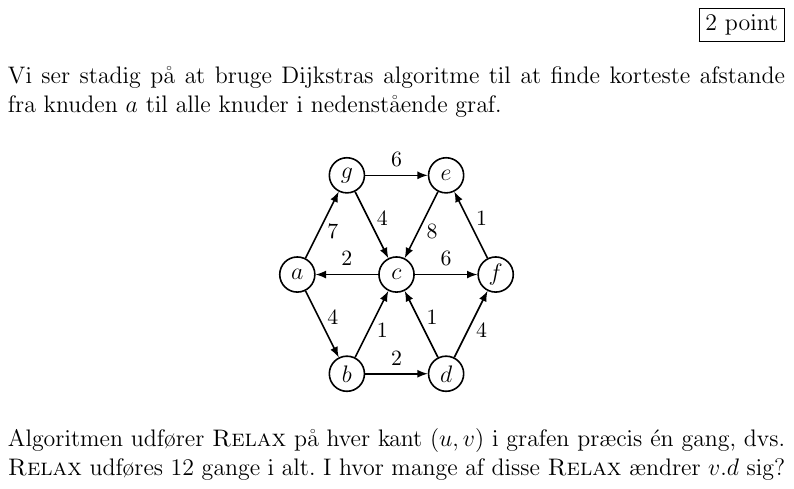 2 point
Vi ser stadig på at bruge Dijkstras algoritme til at finde korteste afstande
fra knuden a til alle knuder i nedenstående graf.
g 6 e
7 4 8 1
a 2 c 6 f
4 1 1 4
b 2 d
Algoritmen udfører RELAX på hver kant (u, v) i grafen præcis én gang, dvs.
RELAX udføres 12 gange i alt. I hvor mange af disse RELAX ændrer v.d sig?